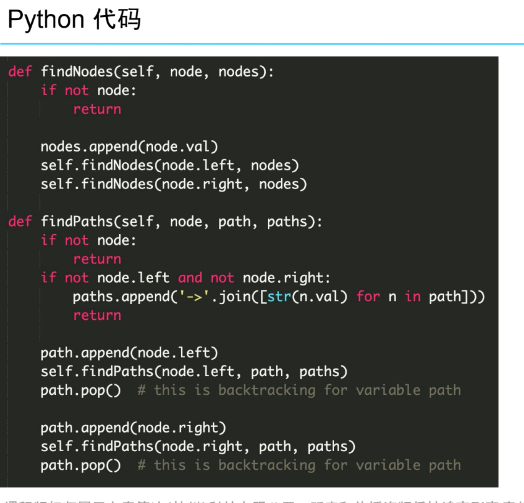 Python 代码
def findNodes(self, node, nodes):
    if not node:
        return

    nodes.append(node.val)
    self.findNodes(node.left, nodes)
    self.findNodes(node.right, nodes)

def findPaths(self, node, path, paths):
    if not node:
        return
    if not node.left and not node.right:
        paths.append('->'.join([str(n.val) for n in path]))
        return

    path.append(node.left)
    self.findPaths(node.left, path, paths)
    path.pop()  # this is backtracking for variable path

    path.append(node.right)
    self.findPaths(node.right, path, paths)
    path.pop()  # this is backtracking for variable path